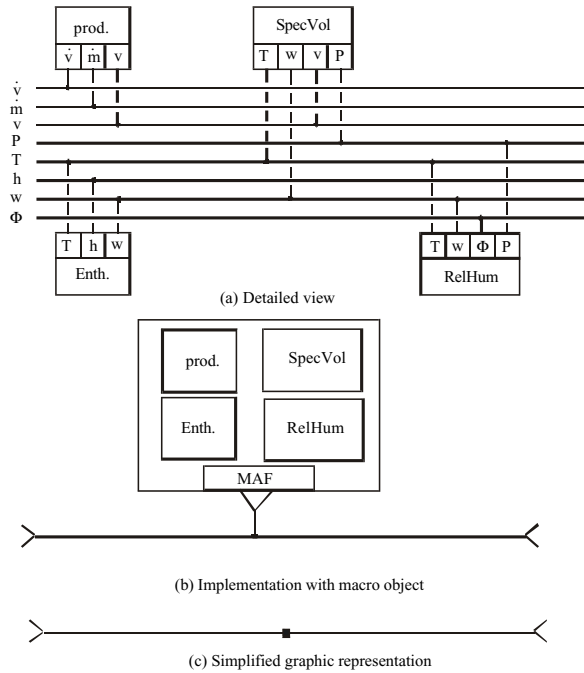 prod.
SpecVol
v̇ ṁ v
T w v P
v̇
ṁ
v
P
T
h
w
Φ
T h w
T w Φ P
Enth.
RelHum
(a) Detailed view
prod.
SpecVol
Enth.
RelHum
MAF
(b) Implementation with macro object
(c) Simplified graphic representation